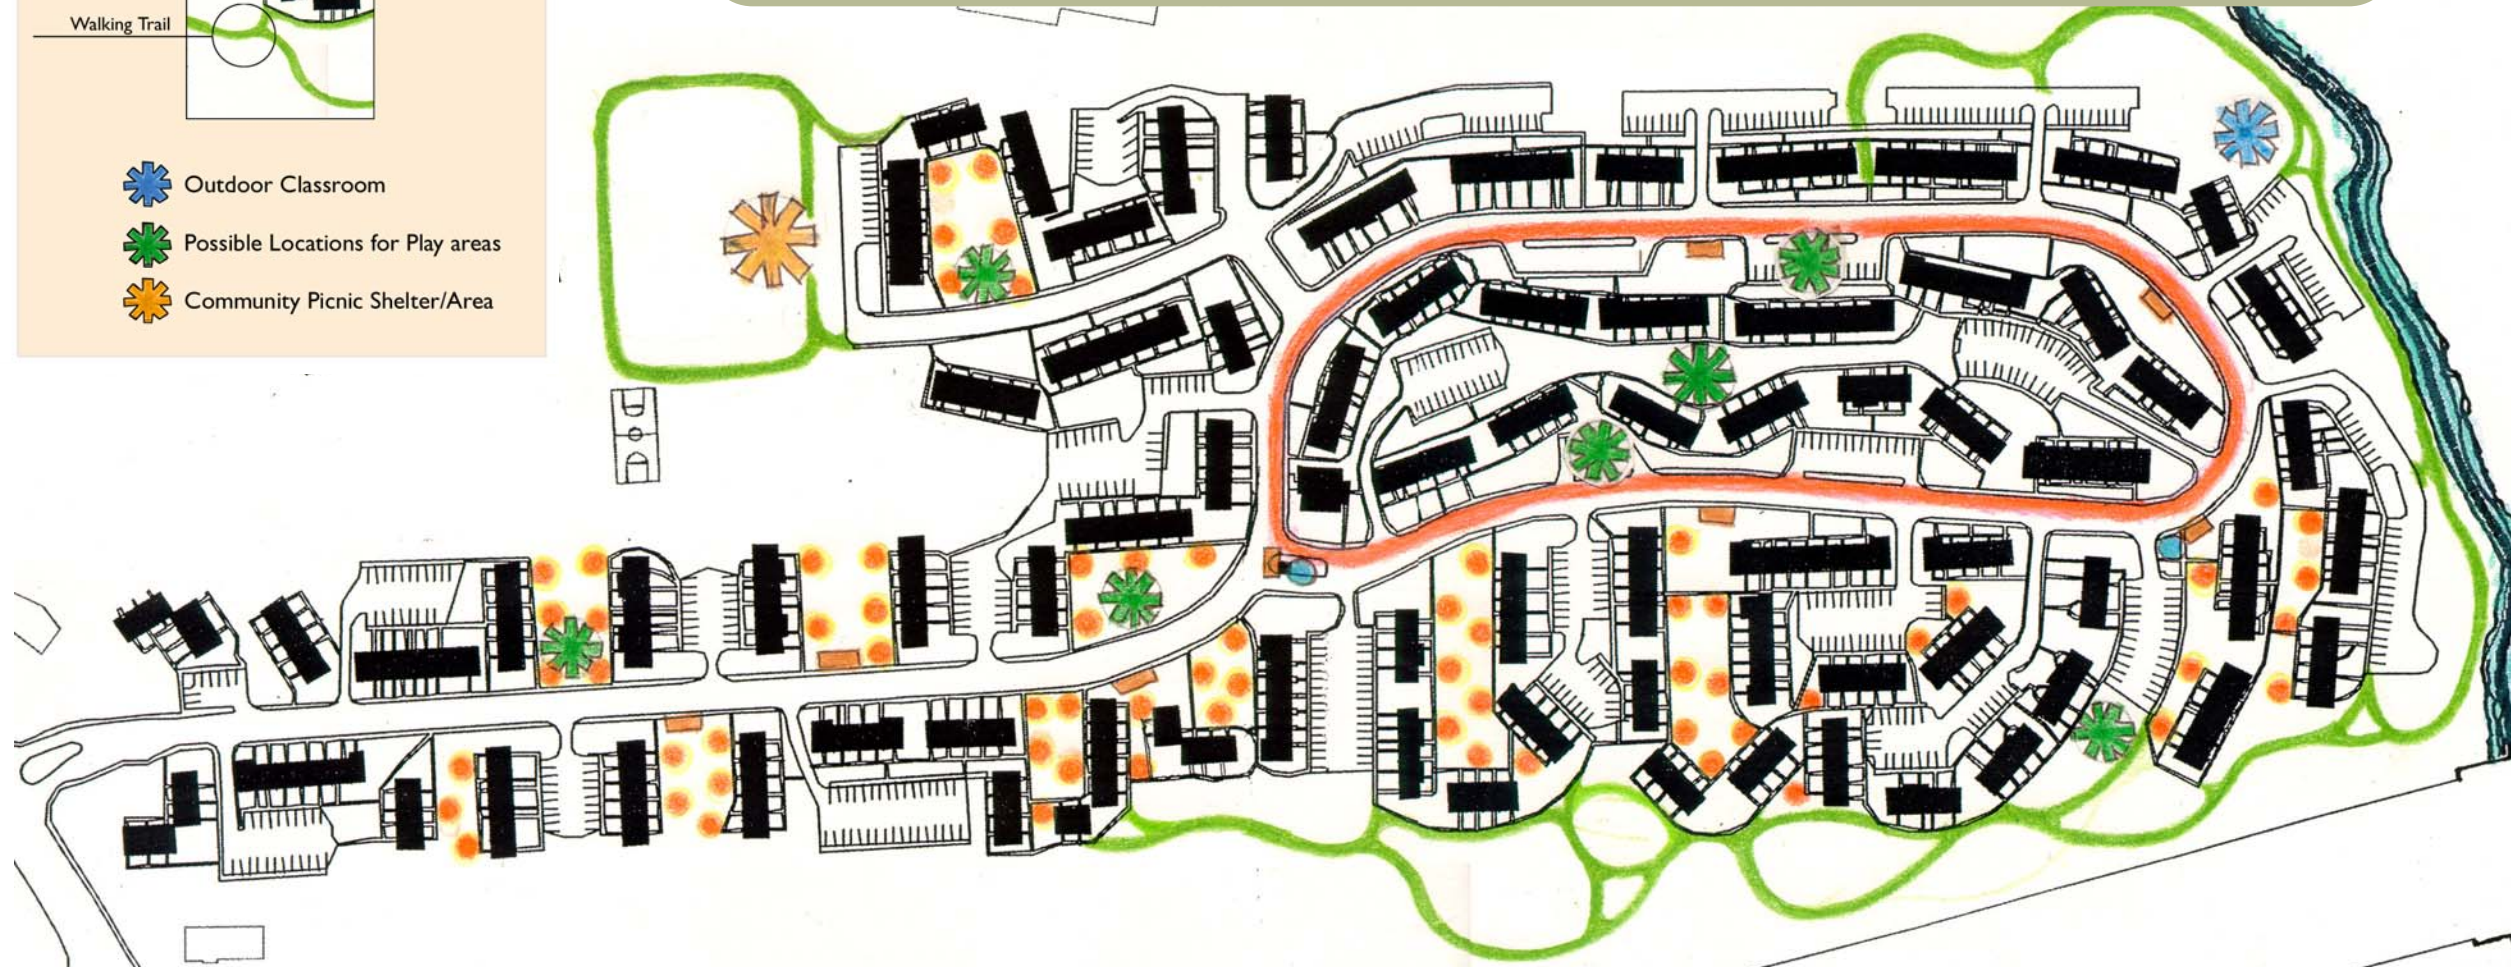 Walking Trail
Outdoor Classroom
Possible Locations for Play areas
Community Picnic Shelter/Area